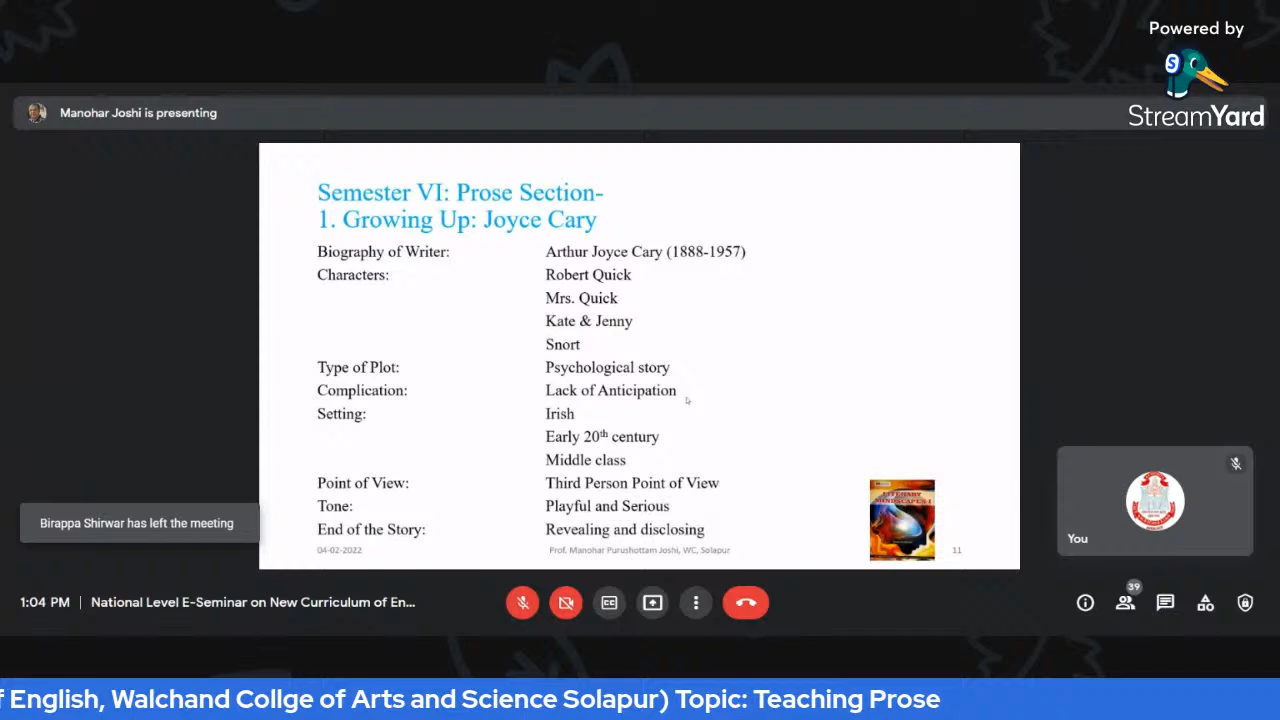 Powered by
StreamYard
Manohar Joshi is presenting
Semester VI: Prose Section-
1. Growing Up: Joyce Cary
Biography of Writer: Arthur Joyce Cary (1888-1957)
Characters: Robert Quick
Mrs. Quick
Kate & Jenny
Snort
Type of Plot: Psychological story
Complication: Lack of Anticipation
Setting: Irish
Early 20th century
Middle class
Point of View: Third Person Point of View
Tone: Playful and Serious
End of the Story: Revealing and disclosing
04-02-2022 Prof. Manohar Purushottam Joshi, WC, Solapur 11
LITERARY
MINDSCAPES-I
Birappa Shirwar has left the meeting
You
1:04 PM | National Level E-Seminar on New Curriculum of En...
39
f English, Walchand Collge of Arts and Science Solapur) Topic: Teaching Prose